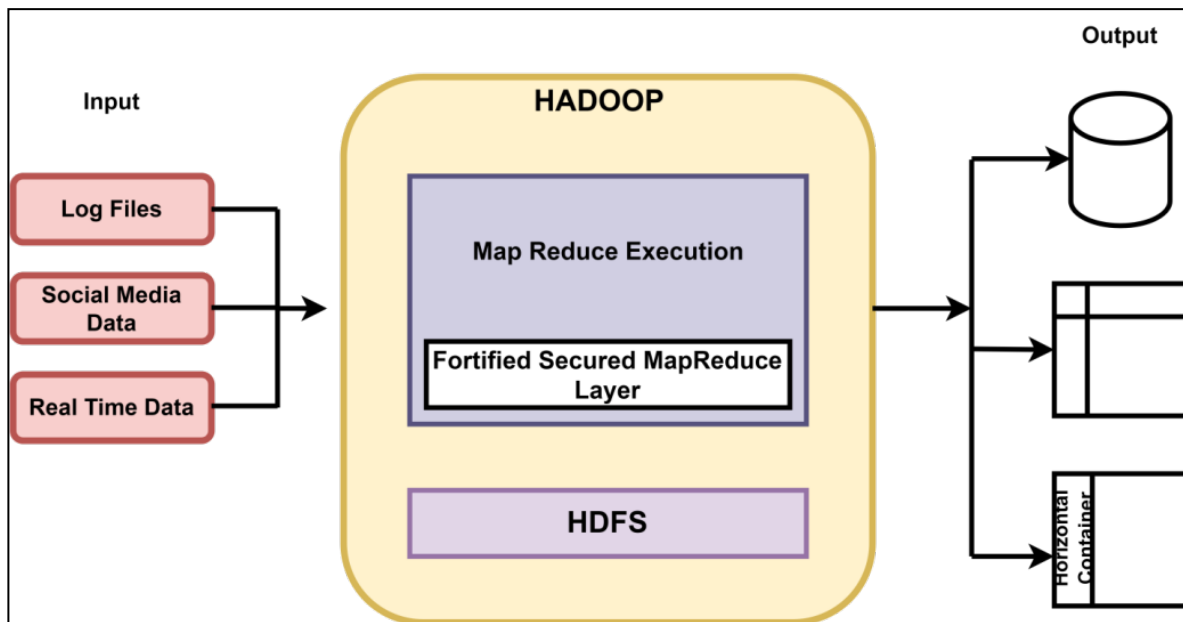 Output
Input
HADOOP
Log Files
Social Media
Data
Real Time Data
Map Reduce Execution
Fortified Secured MapReduce
Layer
HDFS
Horizontal
Container